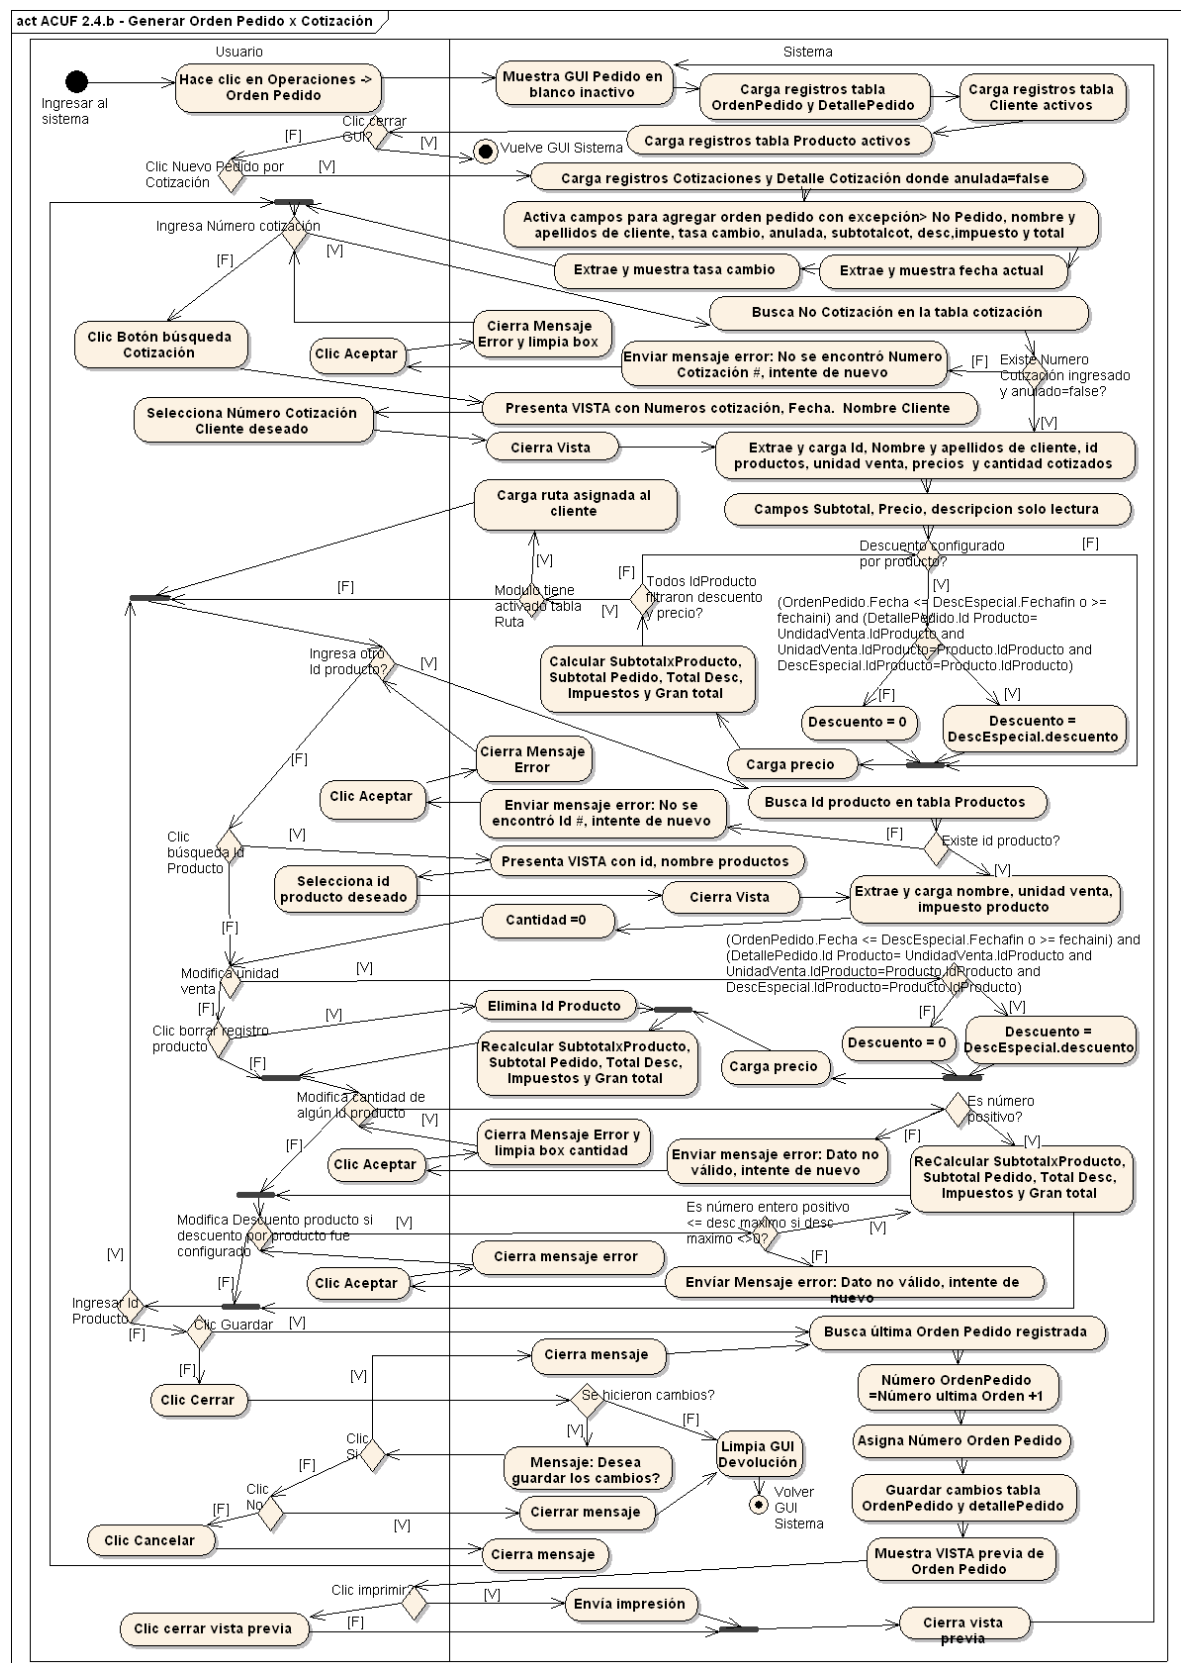 act ACUF 2.4.b - Generar Orden Pedido x Cotización
Usuario
Sistema
Ingresar al
sistema
Hace clic en Operaciones ->
Orden Pedido
Muestra GUI Pedido en
blanco inactivo
Carga registros tabla
OrdenPedido y DetallePedido
Carga registros tabla
Cliente activos
Carga registros tabla Producto activos
Clic cerrar
GUI?
[F]
[V]
Vuelve GUI Sistema
Clic Nuevo Pedido por
Cotización
[V]
Carga registros Cotizaciones y Detalle Cotización donde anulada=false
Activa campos para agregar orden pedido con excepción> No Pedido, nombre y
apellidos de cliente, tasa cambio, anulada, subtotalcot, desc,impuesto y total
Ingresa Número cotización
[F]
[V]
Extrae y muestra tasa cambio
Extrae y muestra fecha actual
Busca No Cotización en la tabla cotización
Clic Botón búsqueda
Cotización
Clic Aceptar
Cierra Mensaje
Error y limpia box
Enviar mensaje error: No se encontró Numero
Cotización #, intente de nuevo
[F]
Existe Numero
Cotización ingresado
y anulado=false?
[V]
Selecciona Número Cotización
Cliente deseado
Presenta VISTA con Numeros cotización, Fecha.  Nombre Cliente
Cierra Vista
Extrae y carga Id, Nombre y apellidos de cliente, id
productos, unidad venta, precios  y cantidad cotizados
Carga ruta asignada al
cliente
Campos Subtotal, Precio, descripcion solo lectura
Descuento configurado
por producto?
[F]
[V]
[V]
[F]
Modulo tiene
activado tabla
Ruta
[F]
[V]
Todos IdProducto
filtraron descuento
y precio?
(OrdenPedido.Fecha <= DescEspecial.Fechafin o >=
fechaini) and (DetallePedido.Id Producto=
UndidadVenta.IdProducto and
UnidadVenta.IdProducto=Producto.IdProducto and
DescEspecial.IdProducto=Producto.IdProducto)
[F]
[V]
Ingresa otro
Id producto?
[V]
[F]
Calcular SubtotalxProducto,
Subtotal Pedido, Total Desc,
Impuestos y Gran total
Descuento = 0
Descuento =
DescEspecial.descuento
Carga precio
Cierra Mensaje
Error
Clic Aceptar
Enviar mensaje error: No se
encontró Id #, intente de nuevo
Busca Id producto en tabla Productos
[F]
Existe id producto?
[V]
Clic
búsqueda Id
Producto
[V]
[F]
Presenta VISTA con id, nombre productos
Selecciona id
producto deseado
Cierra Vista
Extrae y carga nombre, unidad venta,
impuesto producto
Cantidad =0
(OrdenPedido.Fecha <= DescEspecial.Fechafin o >= fechaini) and
(DetallePedido.Id Producto= UndidadVenta.IdProducto and
UnidadVenta.IdProducto=Producto.IdProducto and
DescEspecial.IdProducto=Producto.IdProducto)
[F]
[V]
Modifica unidad
venta
[V]
[F]
Clic borrar registro
producto
[V]
[F]
Elimina Id Producto
Recalcular SubtotalxProducto,
Subtotal Pedido, Total Desc,
Impuestos y Gran total
Descuento = 0
Descuento =
DescEspecial.descuento
Carga precio
Modifica cantidad de
algún Id producto
[V]
[F]
Es número
positivo?
[F]
[V]
Cierra Mensaje Error y
limpia box cantidad
Clic Aceptar
Enviar mensaje error: Dato no
válido, intente de nuevo
ReCalcular SubtotalxProducto,
Subtotal Pedido, Total Desc,
Impuestos y Gran total
Modifica Descuento producto si
descuento por producto fue
configurado
[V]
[F]
Es número entero positivo
<= desc maximo si desc
maximo <>0?
[V]
[F]
Cierra mensaje error
Clic Aceptar
Enviar Mensaje error: Dato no válido, intente de
nuevo
[V]
Ingresar Id
Producto
[F]
Clic Guardar
[V]
[F]
Busca última Orden Pedido registrada
Cierra mensaje
Clic Cerrar
[V]
Se hicieron cambios?
[F]
[V]
Número OrdenPedido
=Número ultima Orden +1
Asigna Número Orden Pedido
Clic
Si
[F]
Mensaje: Desea
guardar los cambios?
Limpia GUI
Devolución
Clic
No
[F]
[V]
Cierrar mensaje
Volver
GUI
Sistema
Guardar cambios tabla
OrdenPedido y detallePedido
Clic Cancelar
Cierra mensaje
Muestra VISTA previa de
Orden Pedido
Clic imprimir?
[V]
[F]
Envía impresión
Clic cerrar vista previa
Cierra vista
previa